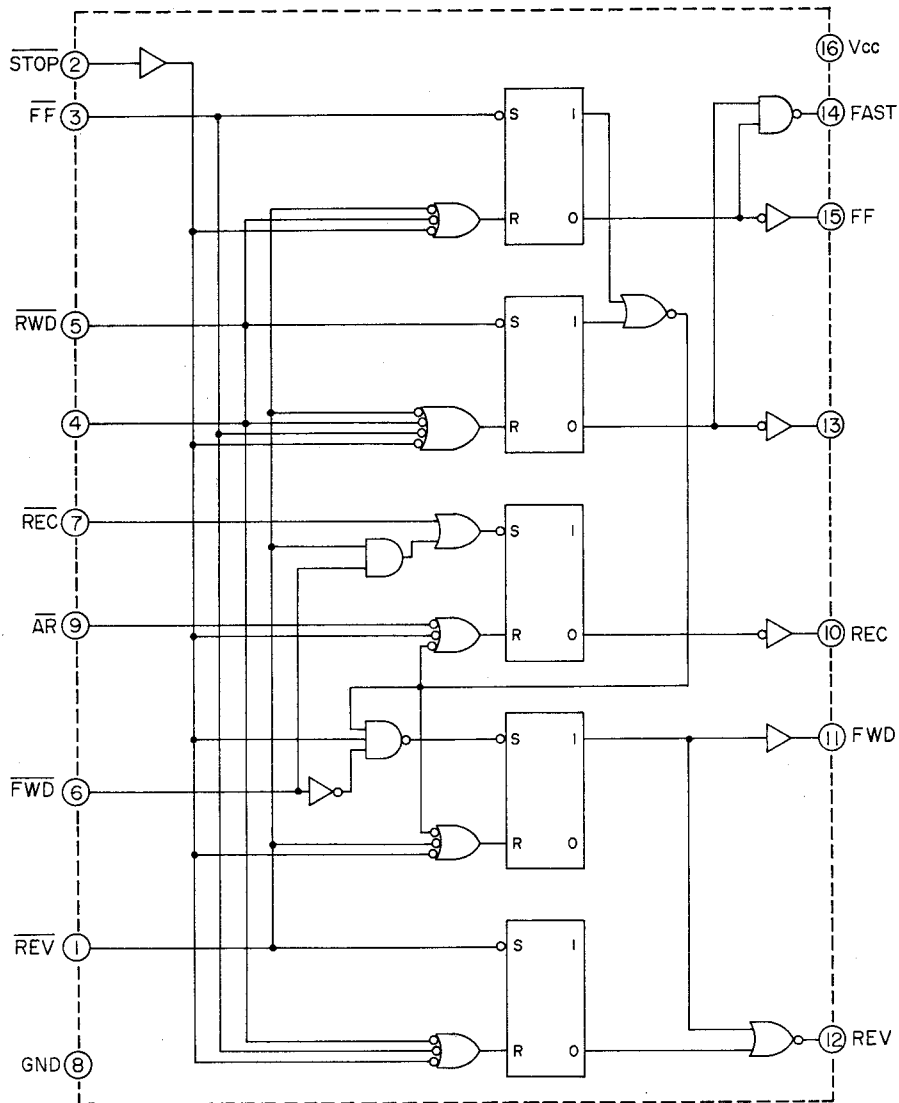 STOP 2
16 Vcc
FF 3
S 1
14 FAST
R 0
15 FF
RWD 5
S 1
4
R 0
13
REC 7
S 1
AR 9
R 0
10 REC
S 1
11 FWD
FWD 6
R 0
REV 1
S 1
R 0
12 REV
GND 8